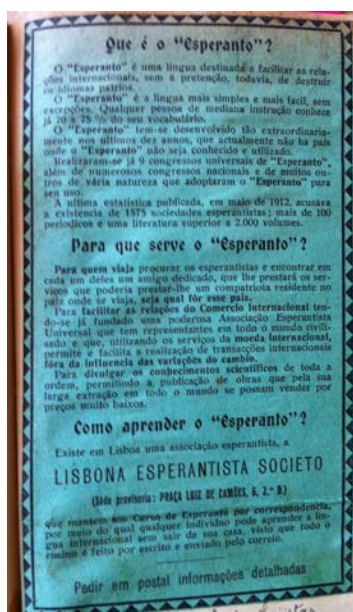 Que é o "Esperanto"?
O "Esperanto" é uma lingua destinada a facilitar as rela-
ções internacionais, sem a pretenção, todavia, de destruir
os idiomas patrios.
O "Esperanto" é a lingua mais simples e mais facil, sem
excepções. Qualquer pessoa de mediana instrução conhece
já 70 a 75 % do seu vocabulário.
O "Esperanto" tem-se desenvolvido tão extraordinaria-
mente nos ultimos dez annos, que actualmente não ha país
onde o "Esperanto" não seja conhecido e utilizado.
Realizaram-se já 9 congressos universais de "Esperanto",
além de numerosos congressos nacionais e de muitos ou-
tros de vária natureza que adoptaram o "Esperanto" para
seu uso.
A ultima estatistica publicada, em maio de 1912, acusava
a existencia de 1575 sociedades esperantistas; mais de 100
periodicos e uma literatura superior a 2.000 volumes.
Para que serve o "Esperanto"?
Para quem viaja procurar os esperantistas e encontrar em
cada um deles um amigo dedicado, que lhe prestará os ser-
viços que poderia prestar-lhe um compatriota residente no
paiz onde se viaja, seja qual fôr esse paiz.
Para facilitar as relações do Comercio Internacional ten-
do-se já fundado uma poderosa Associação Esperantista
Universal que tem representantes em todo o mundo civili-
sado e que, utilizando os serviços da moeda internacional,
permite e facilita a realização de transacções internacionais
fóra da influencia das variações do cambio.
Para divulgar os conhecimentos scientificos de toda a
ordem, permitindo a publicação de obras que pela sua
larga extracção em todo o mundo se possam vender por
preços muito baixos.
Como aprender o "Esperanto"?
Existe em Lisboa uma associação esperantista, a
LISBONA ESPERANTISTA SOCIETO
(Séde provisoria: PRAÇA LUIZ DE CAMÕES, 6, 2.º D.)
que mantem um Curso de Esperanto por correspondencia,
por meio do qual qualquer individuo pode aprender a lin-
gua internacional sem sair de sua casa, visto que todo o
ensino é feito por escrito e enviado pelo correio.
Pedir em postal informações detalhadas